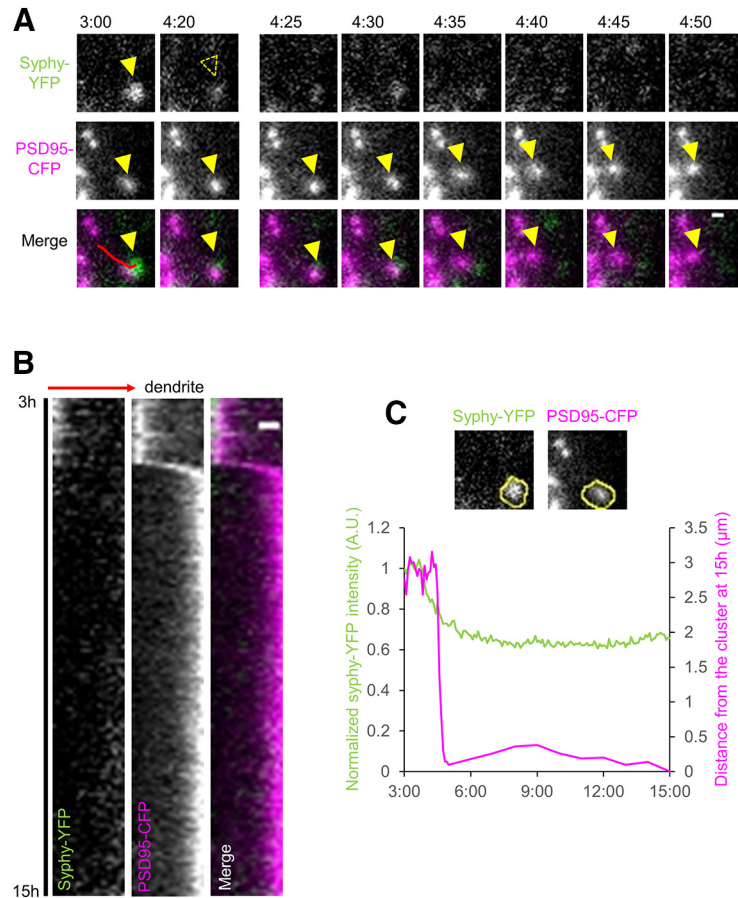 A
3:00 4:20 4:25 4:30 4:35 4:40 4:45 4:50
Syphy-
YFP
PSD95-
CFP
Merge
B
dendrite
3h
15h
Syphy-YFP
PSD95-CFP
Merge
C
Syphy-YFP PSD95-CFP
Normalized syphy-YFP intensity (A.U.)
1.2
1
0.8
0.6
0.4
0.2
0
3.5
3
2.5
2
1.5
1
0.5
0
Distance from the cluster at 15h (μm)
3:00 6:00 9:00 12:00 15:00